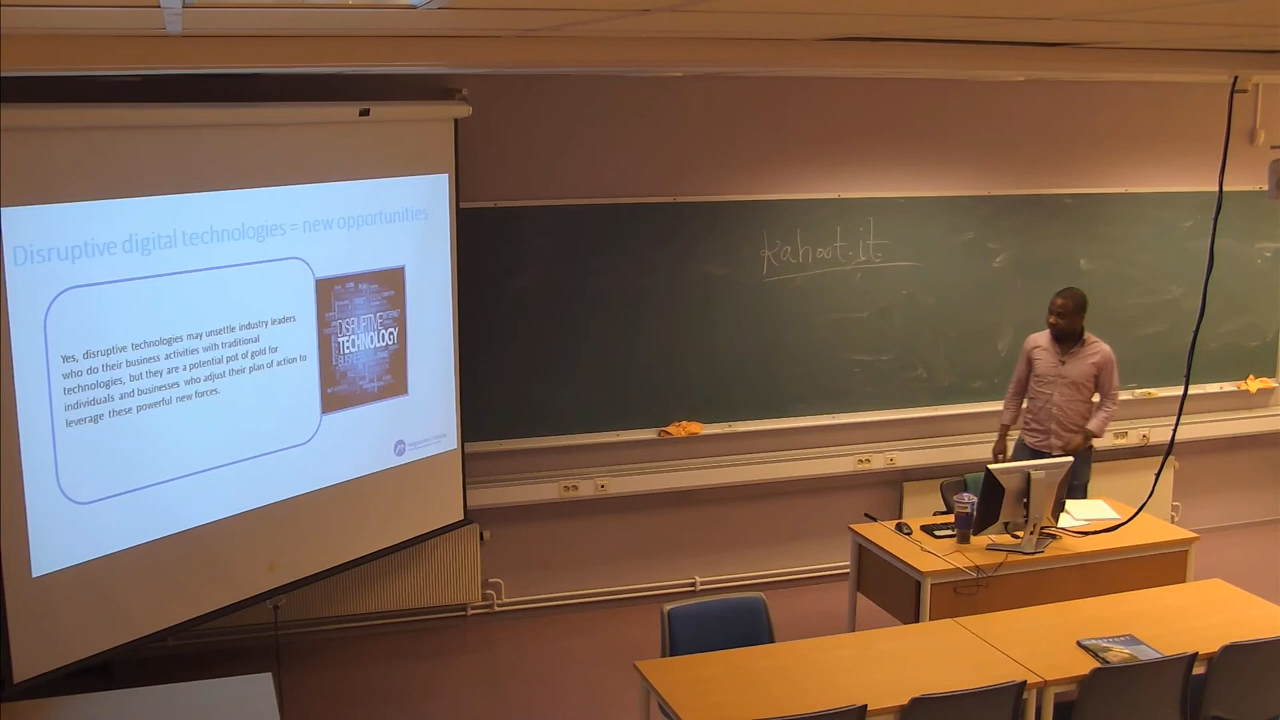 Disruptive digital technologies = new opportunities
Yes, disruptive technologies may unsettle industry leaders
who do their business activities with traditional
technologies, but they are a potential pot of gold for
individuals and businesses who adjust their plan of action to
leverage these powerful new forces.
DISRUPTIVE
TECHNOLOGY
kahoot.it